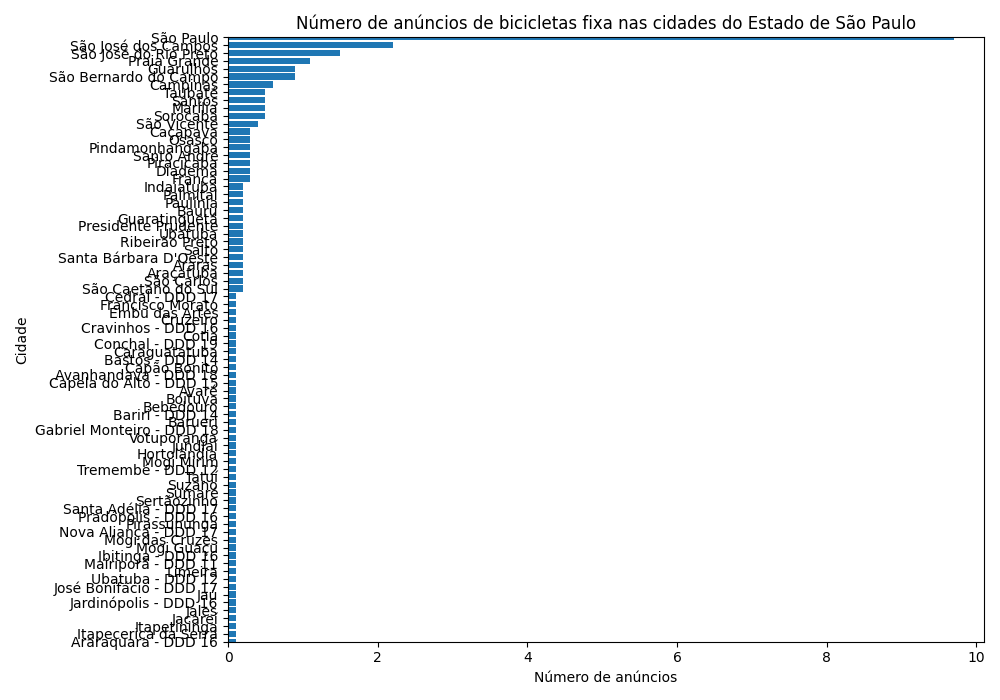 Número de anúncios de bicicletas fixa nas cidades do Estado de São Paulo
São Paulo
São José dos Campos
São José do Rio Preto
Praia Grande
Guarulhos
São Bernardo do Campo
Campinas
Taubaté
Santos
Marília
Sorocaba
São Vicente
Caçapava
Osasco
Pindamonhangaba
Santo André
Piracicaba
Diadema
Franca
Indaiatuba
Palmital
Paulínia
Bauru
Guaratinguetá
Presidente Prudente
Ubatuba
Ribeirão Preto
Salto
Santa Bárbara D'Oeste
Araras
Araçatuba
São Carlos
São Caetano do Sul
Cedral - DDD 17
Francisco Morato
Embu das Artes
Cruzeiro
Cravinhos - DDD 16
Cotia
Conchal - DDD 19
Caraguatatuba
Bastos - DDD 14
Capão Bonito
Avanhandava - DDD 18
Capela do Alto - DDD 15
Avaré
Boituva
Bebedouro
Bariri - DDD 14
Barueri
Gabriel Monteiro - DDD 18
Votuporanga
Jundiaí
Hortolândia
Mogi Mirim
Tremembé - DDD 12
Tatuí
Suzano
Sumaré
Sertãozinho
Santa Adélia - DDD 17
Pradópolis - DDD 16
Pirassununga
Nova Aliança - DDD 17
Mogi das Cruzes
Mogi Guaçu
Ibitinga - DDD 16
Mairiporã - DDD 11
Limeira
Ubatuba - DDD 12
José Bonifácio - DDD 17
Jaú
Jardinópolis - DDD 16
Jales
Jacareí
Itapetininga
Itapecerica da Serra
Araraquara - DDD 16
Cidade
0 2 4 6 8 10
Número de anúncios